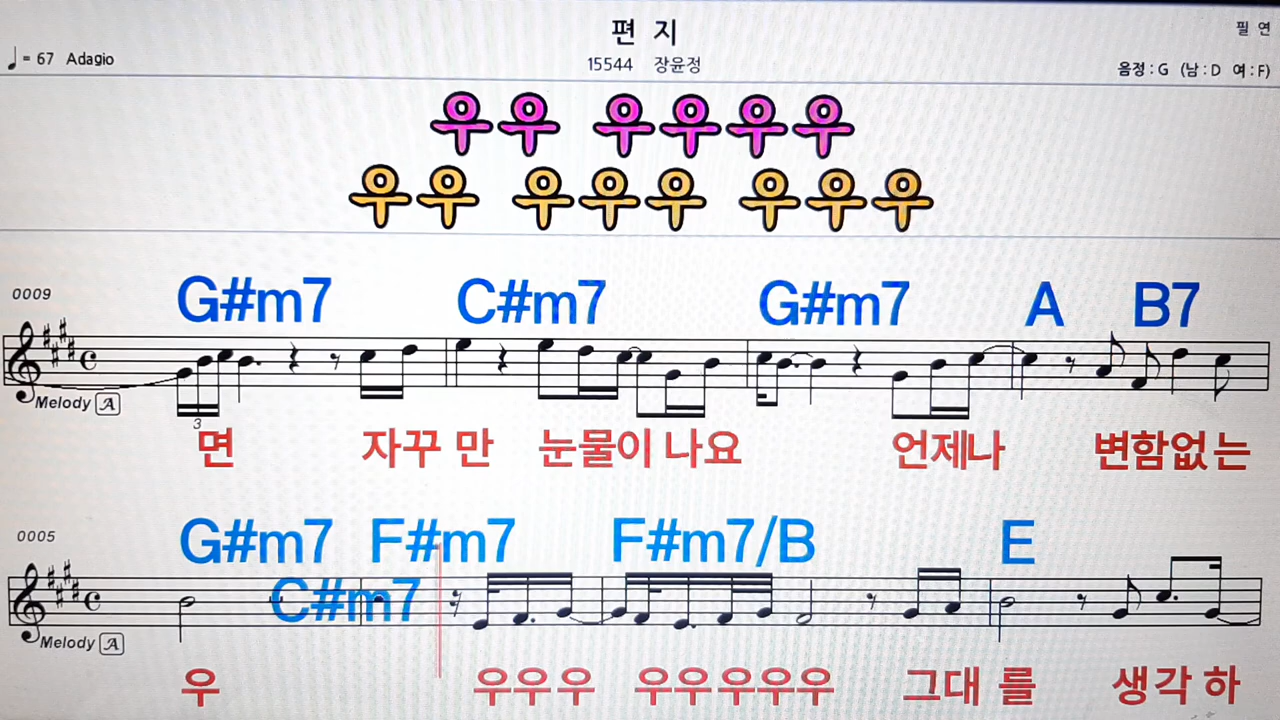 편 지
필 연
♩= 67 Adagio
15544 장윤정
음정 : G (남 : D 여 : F)
우우 우우우우
우우 우우우 우우우
0009
G#m7 C#m7 G#m7 A B7
Melody A
3
면 자꾸 만 눈물이 나요 언제나 변함없 는
0005
G#m7 F#m7 F#m7/B E
C#m7
Melody A
우 우우우 우우우우우 그대 를 생각 하